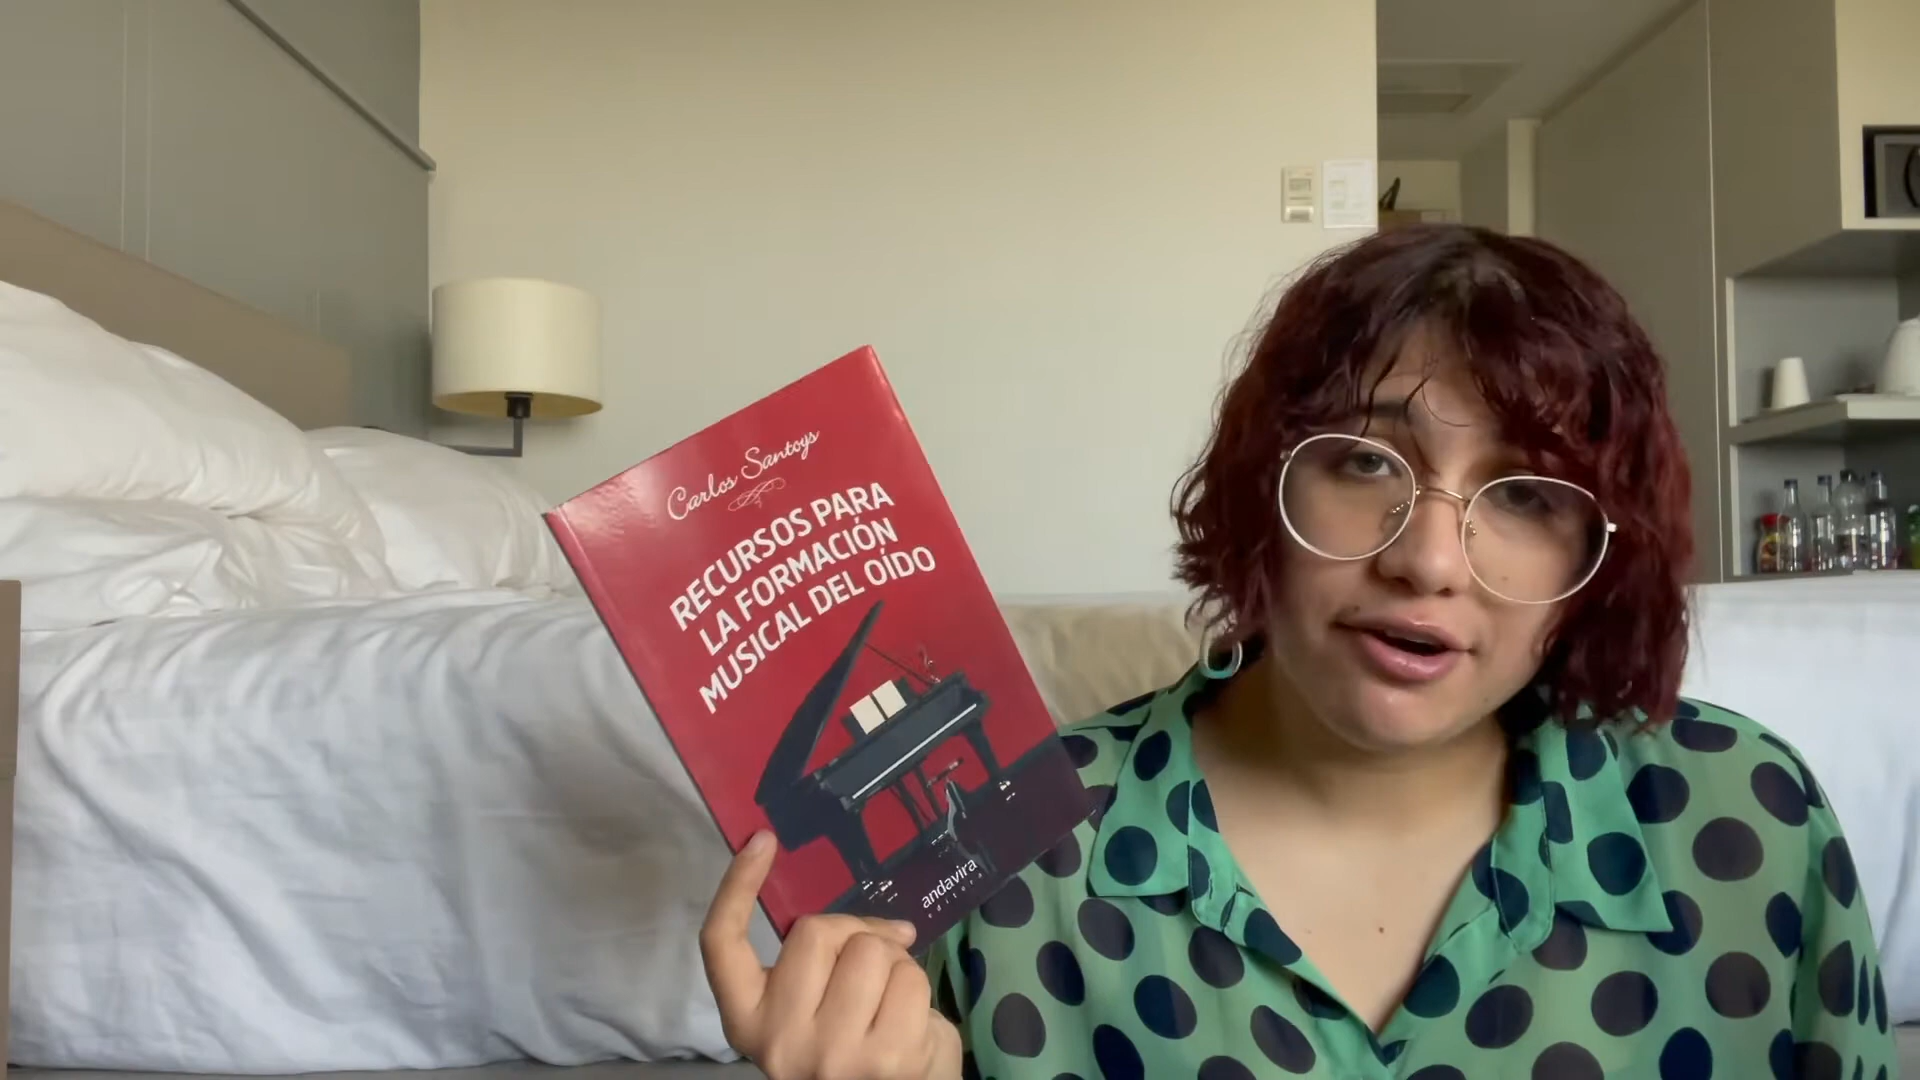 Carlos Santoys
RECURSOS PARA
LA FORMACIÓN
MUSICAL DEL OÍDO
andavira
editora